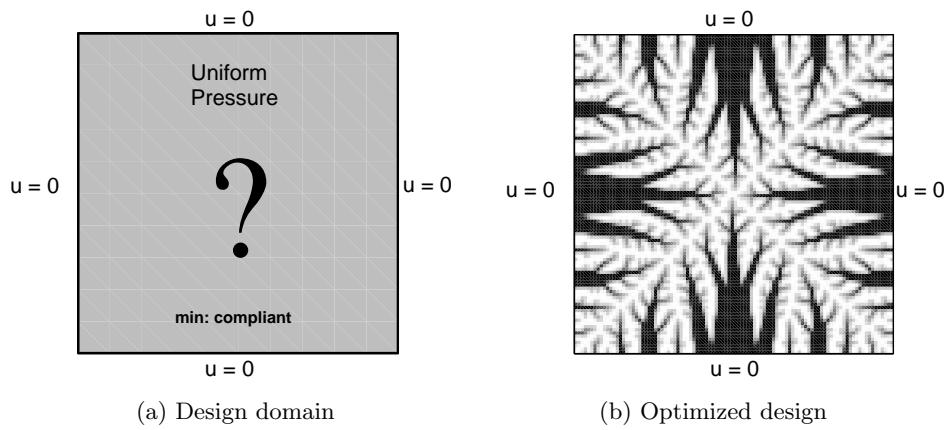 u = 0
u = 0
Uniform
Pressure
u = 0
u = 0
u = 0
u = 0
?
min: compliant
u = 0
u = 0
(a) Design domain
(b) Optimized design